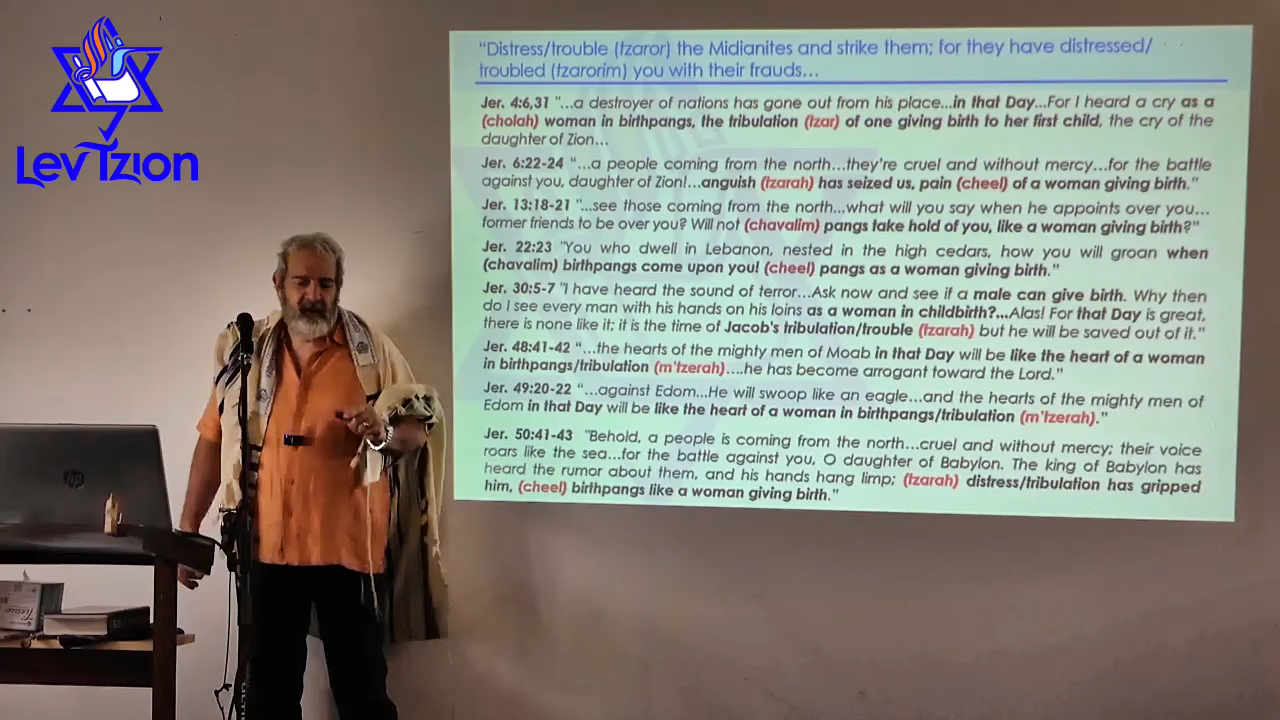 Lev Tzion
"Distress/trouble (tzaror) the Midianites and strike them; for they have distressed/
troubled (tzarorim) you with their frauds…
Jer. 4:6,31 "…a destroyer of nations has gone out from his place...in that Day...For I heard a cry as a
(cholah) woman in birthpangs, the tribulation (tzar) of one giving birth to her first child, the cry of the
daughter of Zion…
Jer. 6:22-24 "…a people coming from the north…they're cruel and without mercy…for the battle
against you, daughter of Zion!…anguish (tzarah) has seized us, pain (cheel) of a woman giving birth."
Jer. 13:18-21 "…see those coming from the north…what will you say when he appoints over you…
former friends to be over you? Will not (chavalim) pangs take hold of you, like a woman giving birth?"
Jer. 22:23 "You who dwell in Lebanon, nested in the high cedars, how you will groan when
(chavalim) birthpangs come upon you! (cheel) pangs as a woman giving birth."
Jer. 30:5-7 "I have heard the sound of terror…Ask now and see if a male can give birth. Why then
do I see every man with his hands on his loins as a woman in childbirth?...Alas! For that Day is great,
there is none like it; it is the time of Jacob's tribulation/trouble (tzarah) but he will be saved out of it."
Jer. 48:41-42 "…the hearts of the mighty men of Moab in that Day will be like the heart of a woman
in birthpangs/tribulation (m'tzerah)….he has become arrogant toward the Lord."
Jer. 49:20-22 "…against Edom…He will swoop like an eagle…and the hearts of the mighty men of
Edom in that Day will be like the heart of a woman in birthpangs/tribulation (m'tzerah)."
Jer. 50:41-43 "Behold, a people is coming from the north…cruel and without mercy; their voice
roars like the sea…for the battle against you, O daughter of Babylon. The king of Babylon has
heard the rumor about them, and his hands hang limp; (tzarah) distress/tribulation has gripped
him, (cheel) birthpangs like a woman giving birth."
hp
Tissue